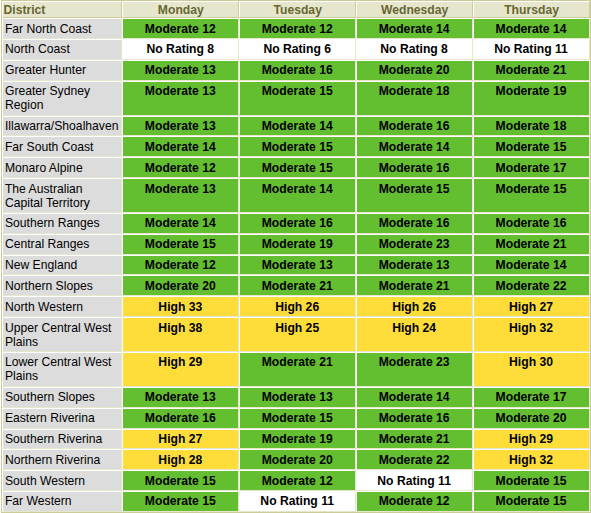 District Monday Tuesday Wednesday Thursday
Far North Coast Moderate 12 Moderate 12 Moderate 14 Moderate 14
North Coast No Rating 8 No Rating 6 No Rating 8 No Rating 11
Greater Hunter Moderate 13 Moderate 16 Moderate 20 Moderate 21
Greater Sydney Moderate 13 Moderate 15 Moderate 18 Moderate 19
Region
Illawarra/Shoalhaven Moderate 13 Moderate 14 Moderate 16 Moderate 18
Far South Coast Moderate 14 Moderate 15 Moderate 14 Moderate 15
Monaro Alpine Moderate 12 Moderate 15 Moderate 16 Moderate 17
The Australian Moderate 13 Moderate 14 Moderate 15 Moderate 15
Capital Territory
Southern Ranges Moderate 14 Moderate 16 Moderate 16 Moderate 16
Central Ranges Moderate 15 Moderate 19 Moderate 23 Moderate 21
New England Moderate 12 Moderate 13 Moderate 13 Moderate 14
Northern Slopes Moderate 20 Moderate 21 Moderate 21 Moderate 22
North Western High 33 High 26 High 26 High 27
Upper Central West High 38 High 25 High 24 High 32
Plains
Lower Central West High 29 Moderate 21 Moderate 23 High 30
Plains
Southern Slopes Moderate 13 Moderate 13 Moderate 14 Moderate 17
Eastern Riverina Moderate 16 Moderate 15 Moderate 16 Moderate 20
Southern Riverina High 27 Moderate 19 Moderate 21 High 29
Northern Riverina High 28 Moderate 20 Moderate 22 High 32
South Western Moderate 15 Moderate 12 No Rating 11 Moderate 15
Far Western Moderate 15 No Rating 11 Moderate 12 Moderate 15